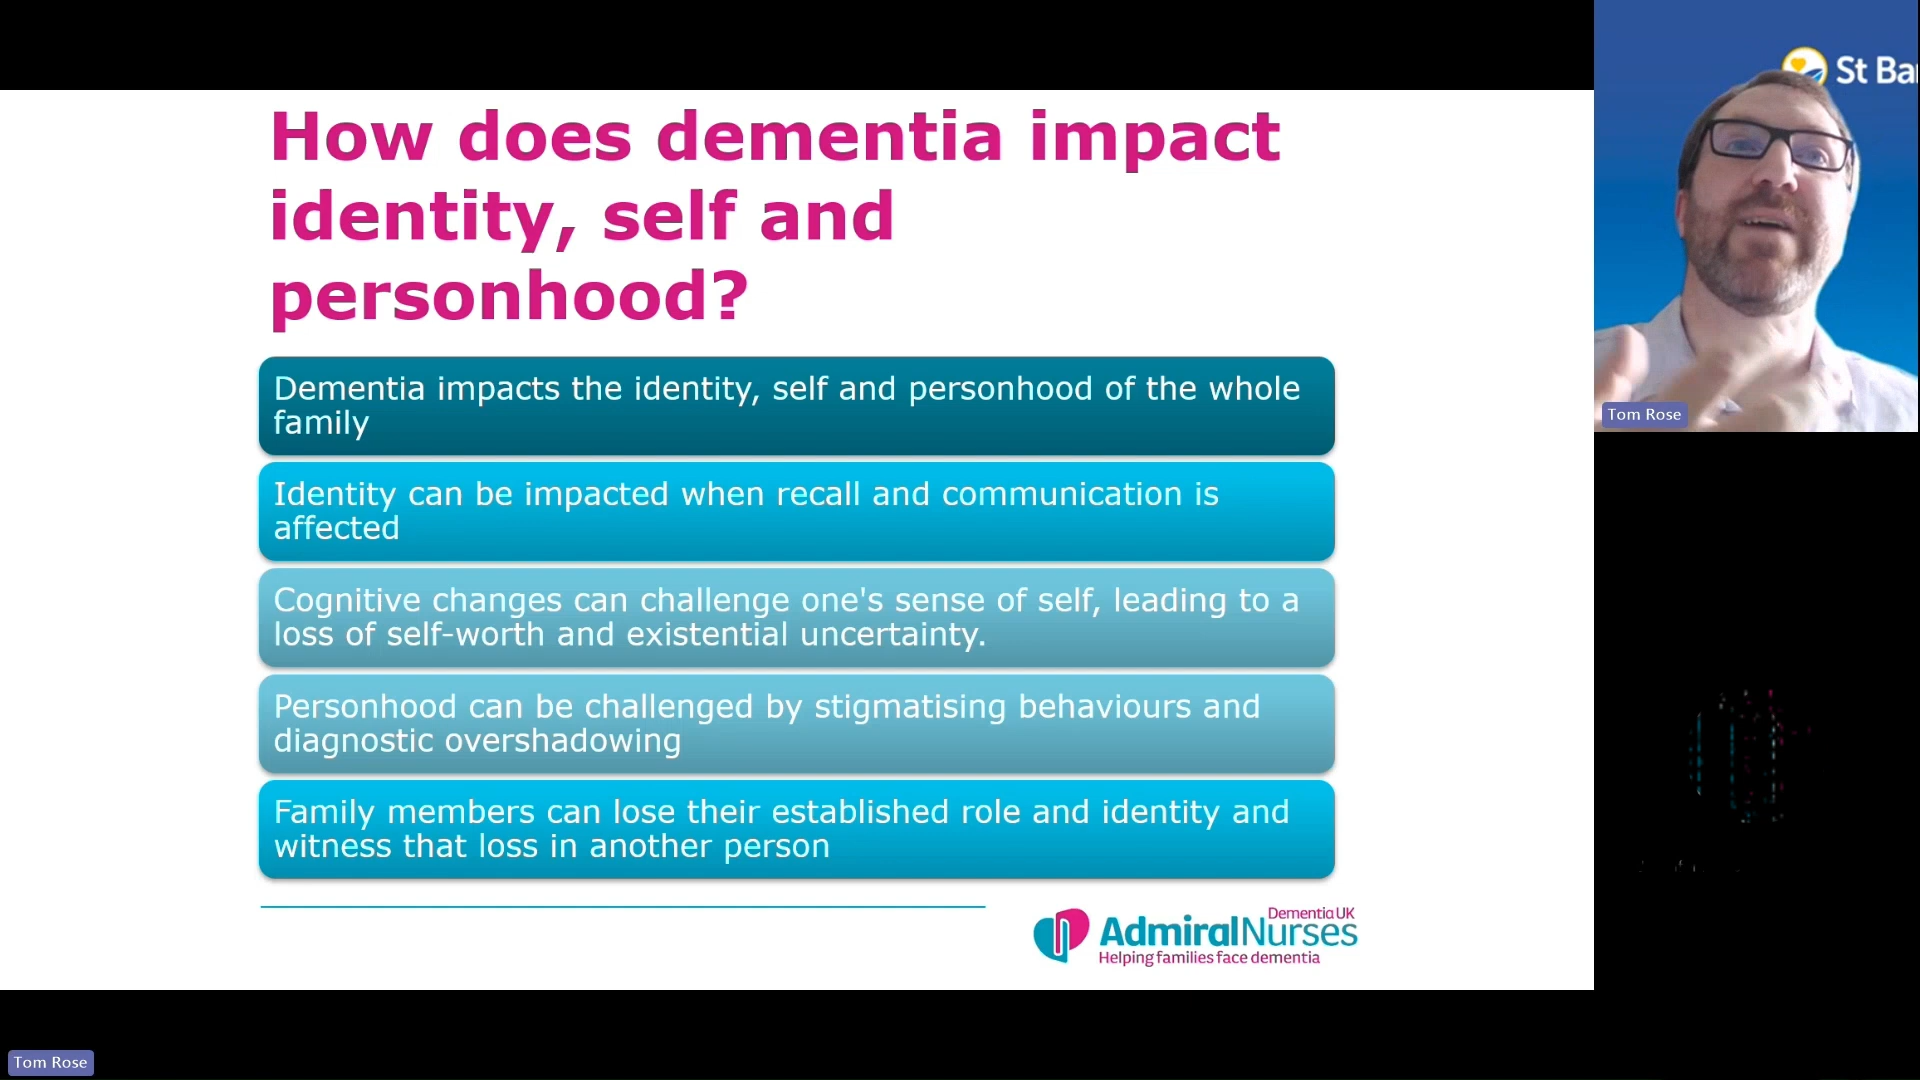 How does dementia impact
identity, self and
personhood?
Dementia impacts the identity, self and personhood of the whole
family
Identity can be impacted when recall and communication is
affected
Cognitive changes can challenge one's sense of self, leading to a
loss of self-worth and existential uncertainty.
Personhood can be challenged by stigmatising behaviours and
diagnostic overshadowing
Family members can lose their established role and identity and
witness that loss in another person
Dementia UK
AdmiralNurses
Helping families face dementia
St Ba
Tom Rose
Tom Rose